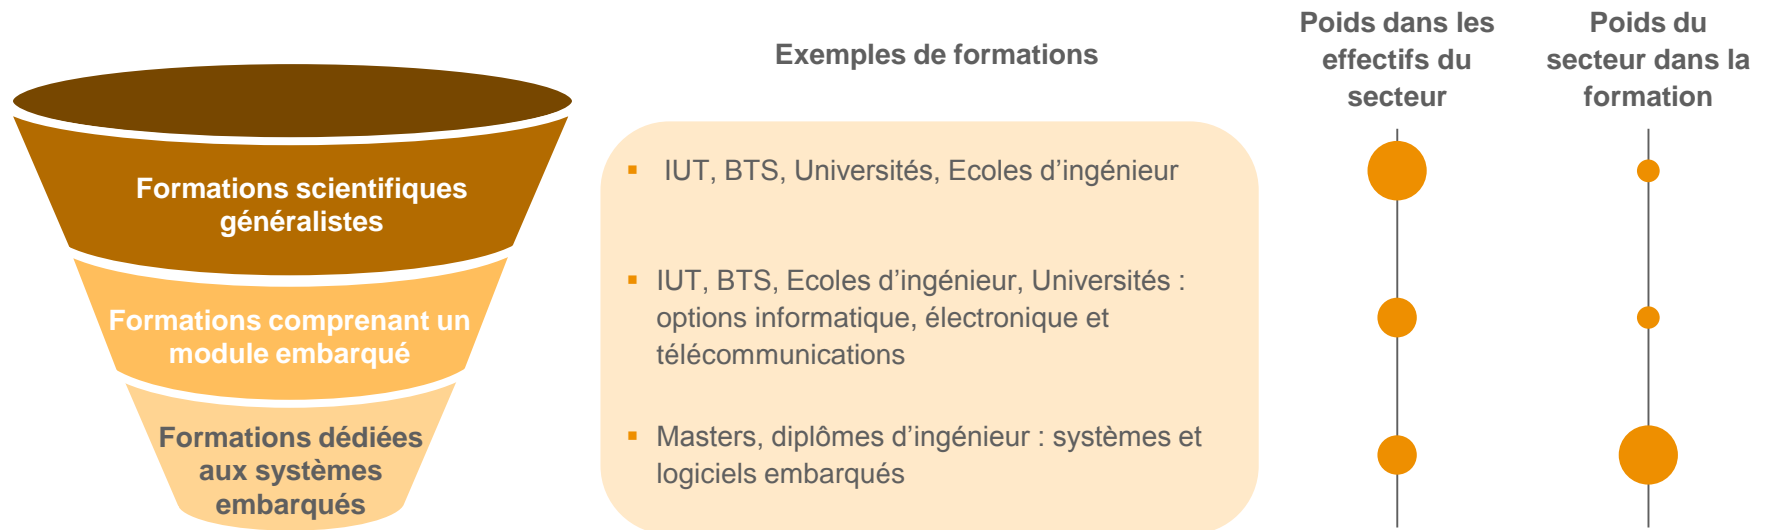 Exemples de formations
Poids dans les
effectifs du
secteur
Poids du
secteur dans la
formation
Formations scientifiques
généralistes
▪ IUT, BTS, Universités, Ecoles d’ingénieur
Formations comprenant un
module embarqué
▪ IUT, BTS, Ecoles d’ingénieur, Universités :
options informatique, électronique et
télécommunications
Formations dédiées
aux systèmes
embarqués
▪ Masters, diplômes d’ingénieur : systèmes et
logiciels embarqués